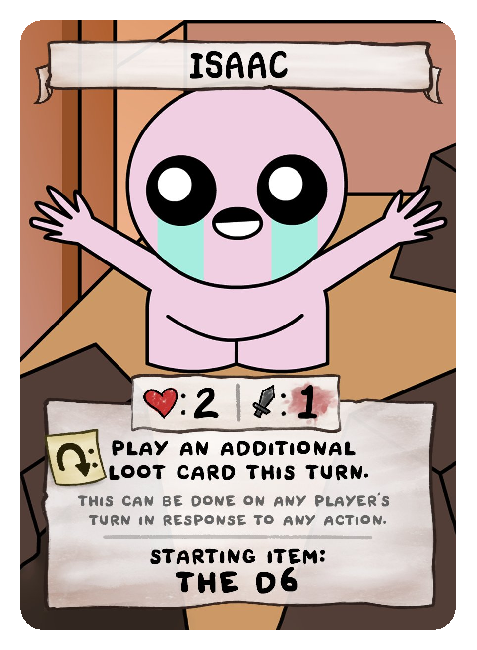 ISAAC
:2 | :1
: PLAY AN ADDITIONAL
LOOT CARD THIS TURN.
THIS CAN BE DONE ON ANY PLAYER'S
TURN IN RESPONSE TO ANY ACTION.
STARTING ITEM:
THE D6